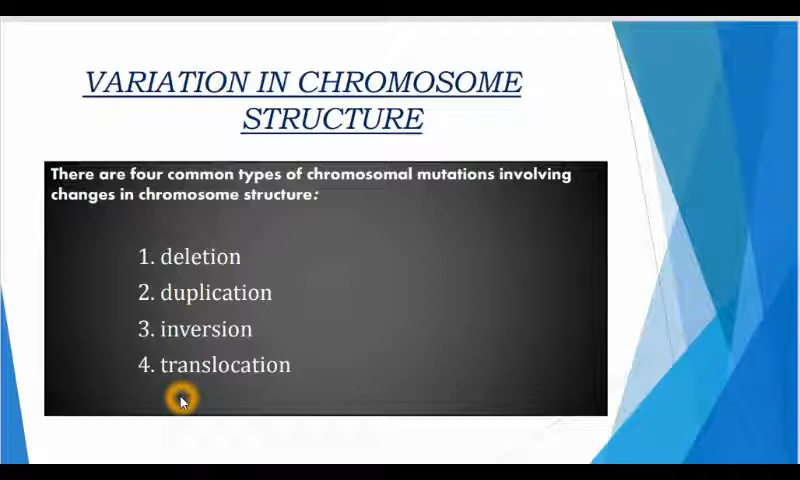 VARIATION IN CHROMOSOME
STRUCTURE
There are four common types of chromosomal mutations involving
changes in chromosome structure:
1. deletion
2. duplication
3. inversion
4. translocation